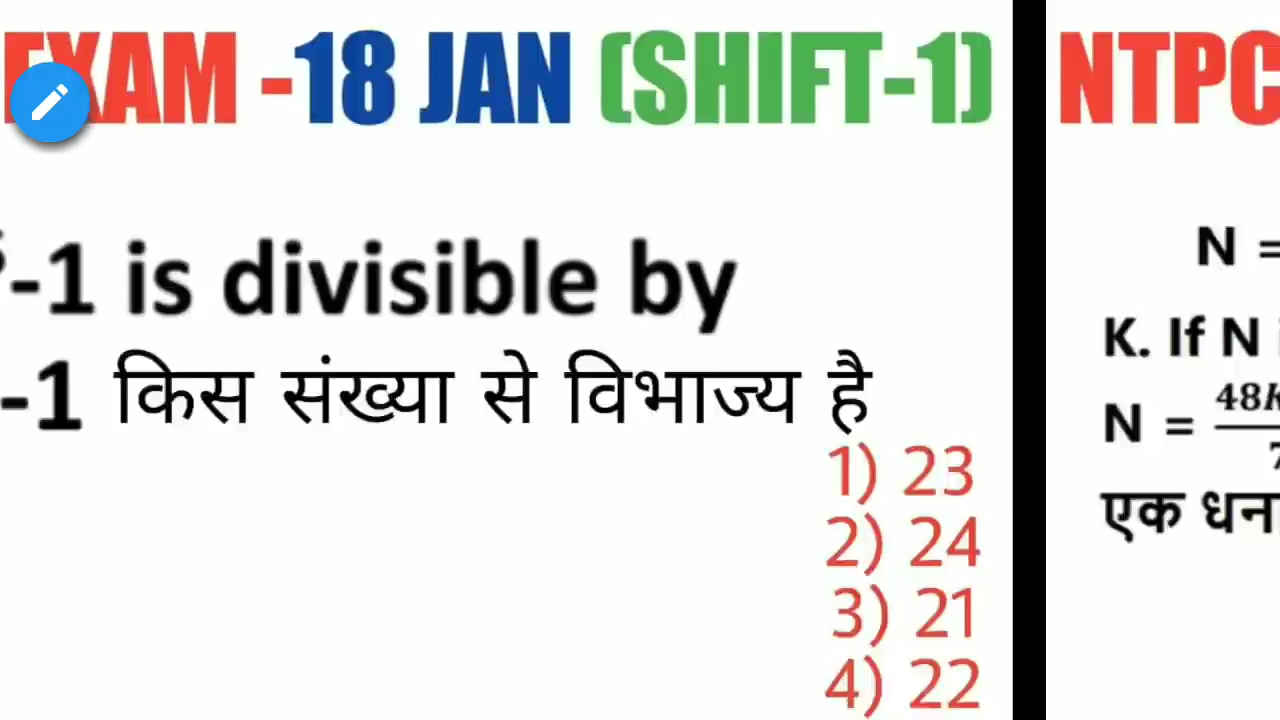 EXAM -18 JAN (SHIFT-1)
-1 is divisible by
-1 किस संख्या से विभाज्य है
1) 23
2) 24
3) 21
4) 22
NTPC
N =
K. If N
N = 48K
एक